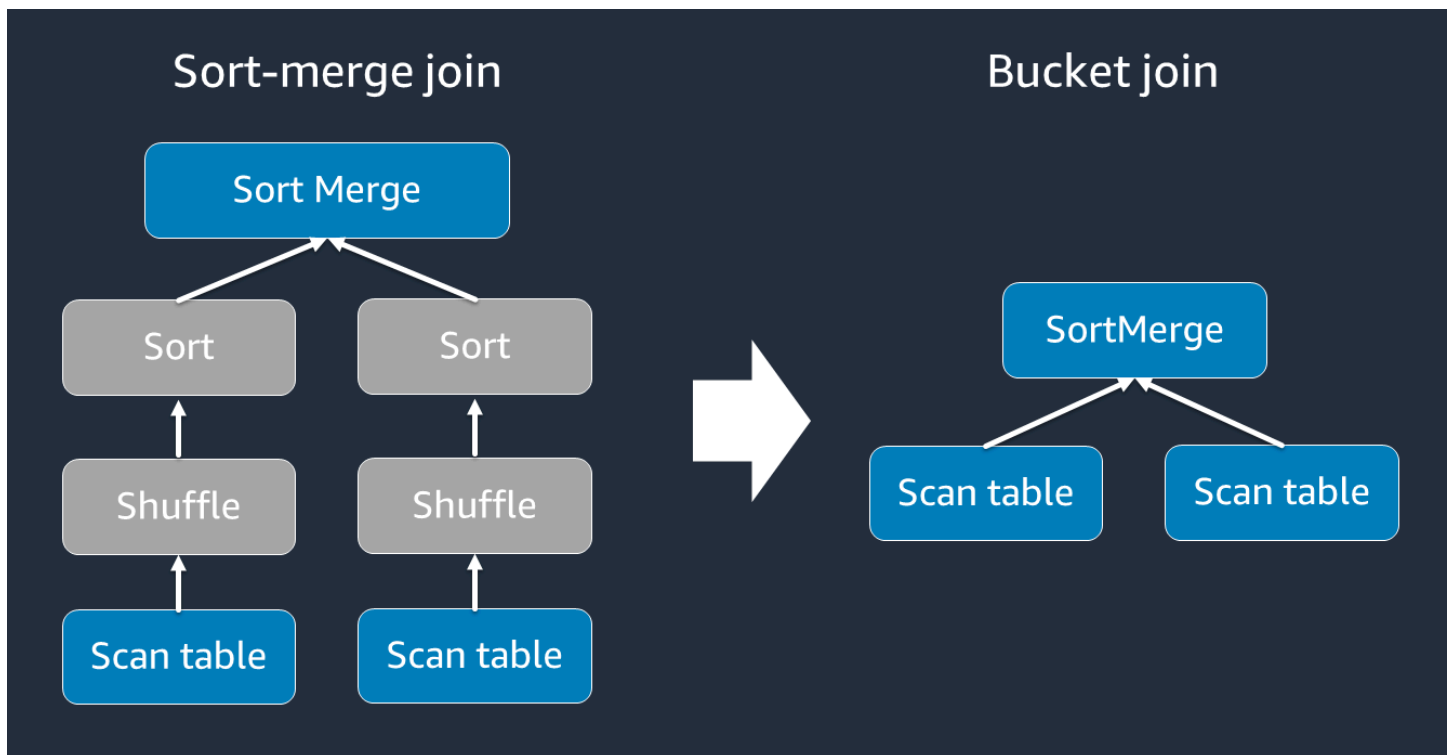 Sort-merge join
Bucket join
Sort Merge
Sort
Sort
SortMerge
Shuffle
Shuffle
Scan table
Scan table
Scan table
Scan table